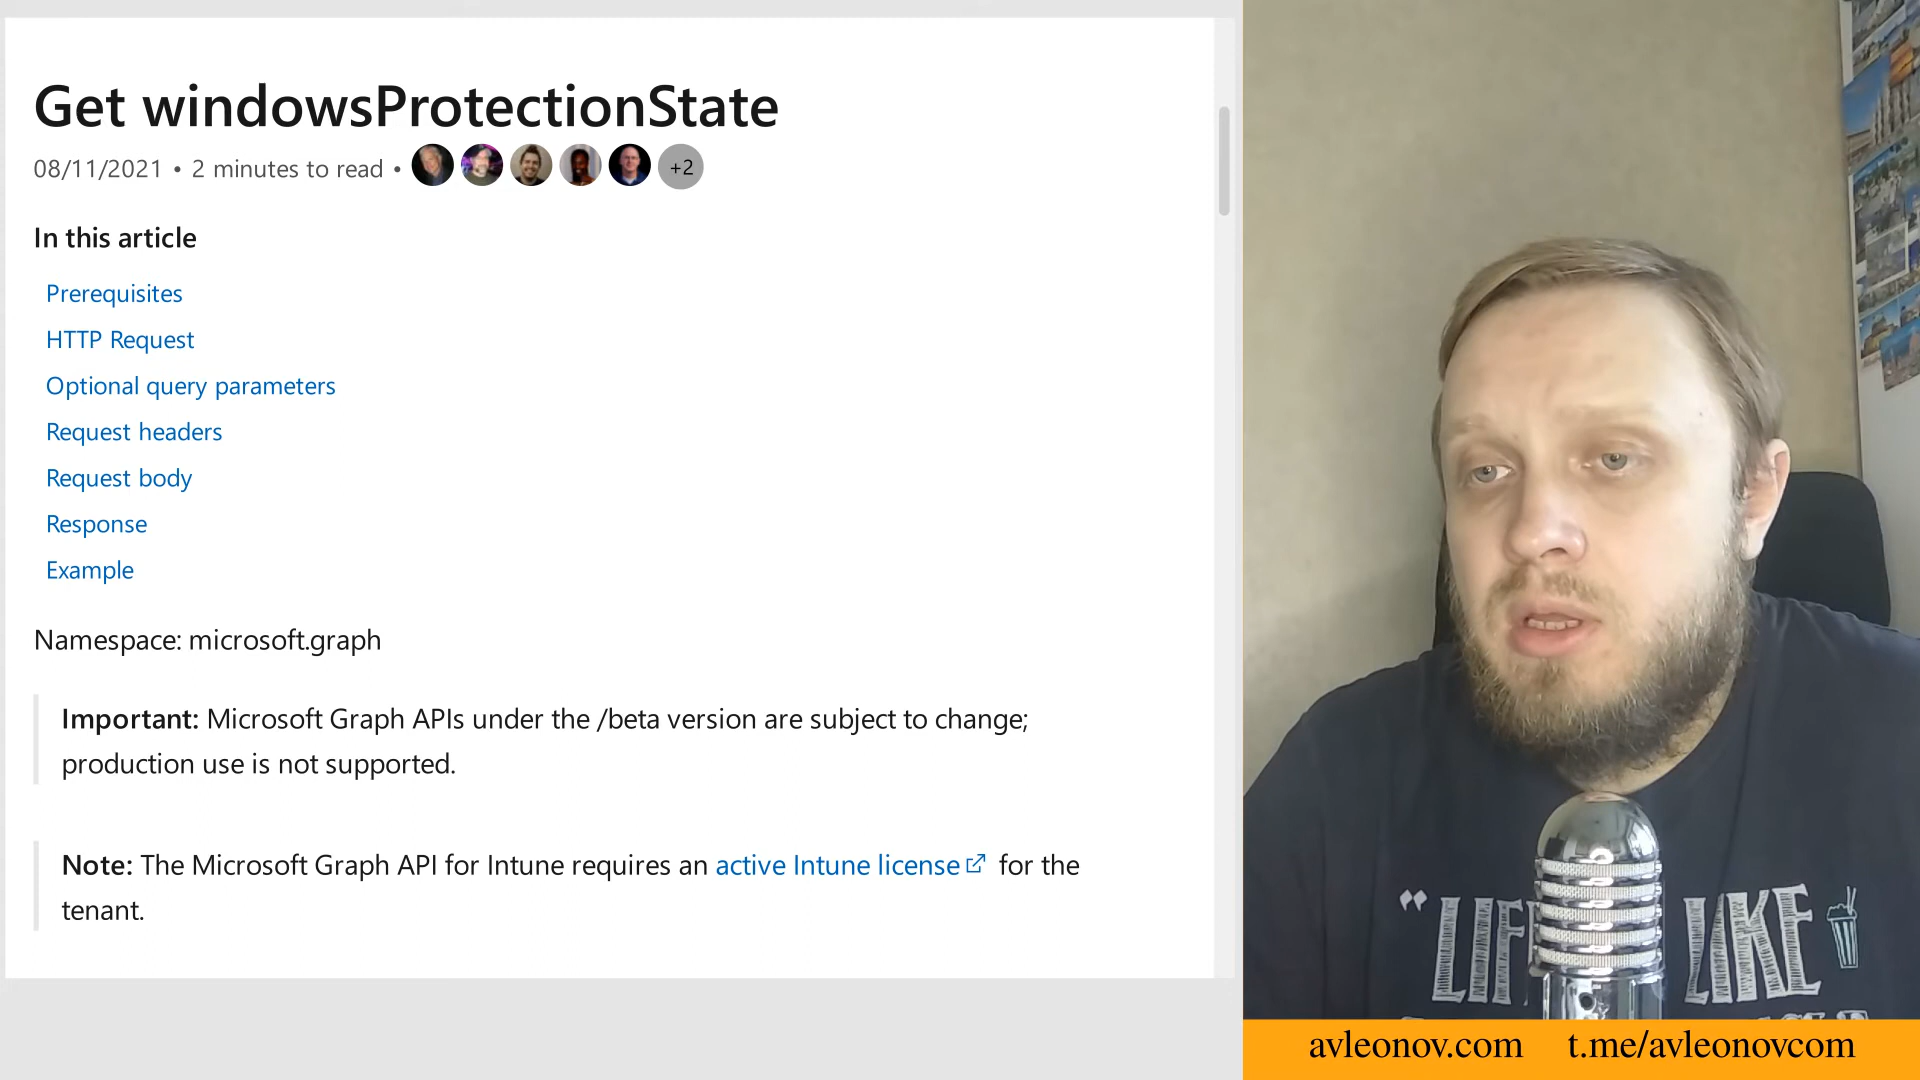 Get windowsProtectionState
08/11/2021 • 2 minutes to read •
+2
In this article
Prerequisites
HTTP Request
Optional query parameters
Request headers
Request body
Response
Example
Namespace: microsoft.graph
Important: Microsoft Graph APIs under the /beta version are subject to change;
production use is not supported.
Note: The Microsoft Graph API for Intune requires an active Intune license for the
tenant.
LIKE
avleonov.com t.me/avleonovcom